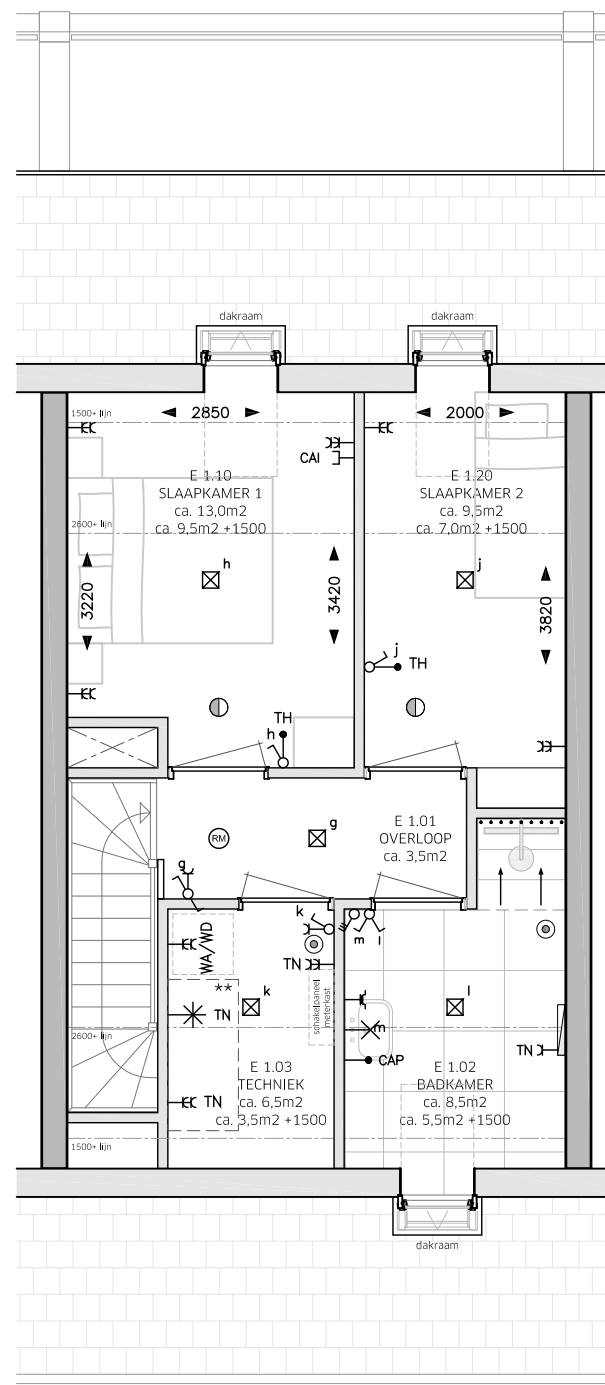 dakraam
dakraam
1500+ lijn
2850
2000
CAI
E 1.10
SLAAPKAMER 1
ca. 13,0m2
ca. 9,5m2 +1500
E 1.20
SLAAPKAMER 2
ca. 9,5m2
ca. 7,0m2 +1500
2600+ lijn
h
j
3220
3420
3820
j
TH
TH
h
RM
g
E 1.01
OVERLOOP
ca. 3,5m2
g
k
m
l
WA/WD
TN
**
k
schakelpaneel
meterkast
l
TN
m
2600+ lijn
TN
CAP
E 1.03
TECHNIEK
ca. 6,5m2
ca. 3,5m2 +1500
E 1.02
BADKAMER
ca. 8,5m2
ca. 5,5m2 +1500
TN
1500+ lijn
dakraam